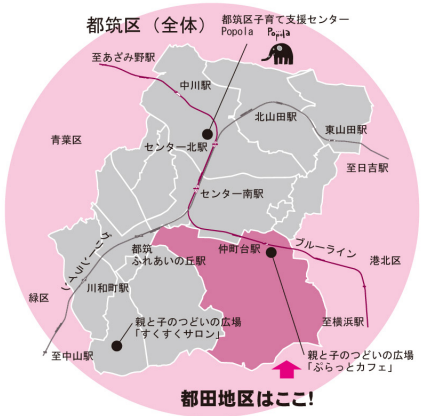 都筑区（全体）
都筑区子育て支援センター
Popola
Popola
至あざみ野駅
中川駅
北山田駅
東山田駅
青葉区
センター北駅
至日吉駅
センター南駅
グリーンライン
都筑
ふれあいの丘駅
仲町台駅
ブルーライン
港北区
緑区
川和町駅
至横浜駅
親と子のつどいの広場
「すくすくサロン」
至中山駅
親と子のつどいの広場
「ぷらっとカフェ」
都田地区はここ!